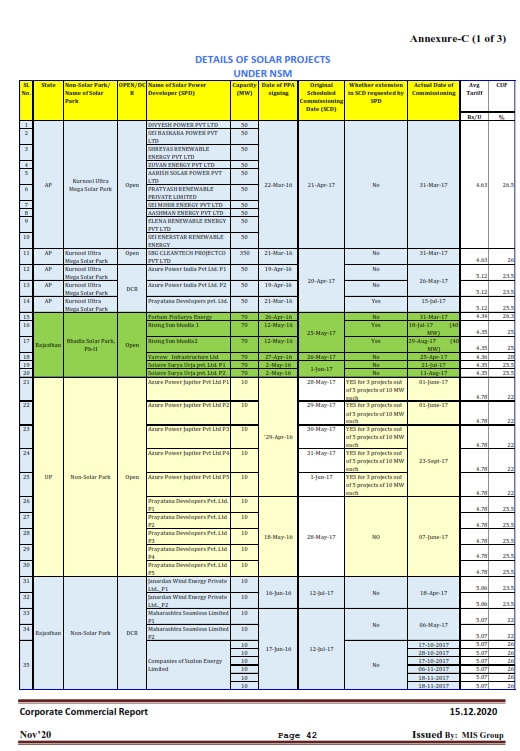 Annexure-C (1 of 3)
DETAILS OF SOLAR PROJECTS
UNDER NSM
SL No. State Non-Solar Park/ Name of Solar Park OPEN/DC R Name of Solar Power Developer (SPD) Capacity (MW) Date of PPA signing Original Scheduled Commissioning Date (SCD) Whether extension in SCD requested by SPD Actual Date of Commissioning Avg Tariff CUF
Rs/U %
1 DIVYESH POWER PVT LTD 50
2 SEI BASKARA POWER PVT LTD 50
3 SHREYAS RENEWABLE ENERGY PVT LTD 50
4 ZUVAN ENERGY PVT LTD 50
5 AARISH SOLAR POWER PVT LTD 50
AP Kurnool Ultra Mega Solar Park Open 22-Mar-16 21-Apr-17 No 31-Mar-17 4.63 26.5
6 PRATYASH RENEWABLE PRIVATE LIMITED 50
7 SEI MIHIR ENERGY PVT LTD 50
8 AASHMAN ENERGY PVT LTD 50
9 ELENA RENEWABLE ENERGY PVT LTD 50
10 SEI ENERSTAR RENEWABLE ENERGY 50
11 AP Kurnool Ultra Mega Solar Park Open SBG CLEANTECH PROJECTCO PVT LTD 350 21-Mar-16 No 31-Mar-17 4.63 26
12 AP Kurnool Ultra Mega Solar Park Azure Power India Pvt Ltd. P1 50 19-Apr-16 No 5.12 23.5
13 AP Kurnool Ultra Mega Solar Park DCR Azure Power India Pvt Ltd. P2 50 19-Apr-16 20-Apr-17 No 26-May-17 5.12 23.5
14 AP Kurnool Ultra Mega Solar Park Prayatana Developers pvt. Ltd. 50 21-Mar-16 Yes 15-Jul-17 5.12 25.5
15 Fortum FinSurya Energy 70 26-Apr-16 No 31-Mar-17 4.34 26.3
16 Rising Sun bhadla 1 70 12-May-16 25-May-17 Yes 18-Jul-17 (40 MW) 4.35 25
17 Rajasthan Bhadla Solar Park, Ph-II Open Rising Sun bhadla2 70 12-May-16 Yes 29-Aug-17 (40 MW) 4.35 25
18 Yarrow Infrastructure Ltd 70 27-Apr-16 26-May-17 No 25-Apr-17 4.36 28
19 Solaire Surya Urja pvt Ltd. P1 70 2-May-16 1-Jun-17 No 21-Jul-17 4.35 25.5
20 Solaire Surya Urja pvt Ltd. P2 70 2-May-16 No 11-Aug-17 4.35 25.5
21 Azure Power Jupiter Pvt Ltd P1 10 28-May-17 YES for 3 projects out of 5 projects of 10 MW each 01-June-17 4.78 22
22 Azure Power Jupiter Pvt Ltd P2 10 29-May-17 YES for 3 projects out of 5 projects of 10 MW each 01-June-17 4.78 22
23 Azure Power Jupiter Pvt Ltd P3 10 '29-Apr-16 30-May-17 YES for 3 projects out of 5 projects of 10 MW each 4.78 22
24 Azure Power Jupiter Pvt Ltd P4 10 31-May-17 YES for 3 projects out of 5 projects of 10 MW each 23-Sept-17 4.78 22
25 UP Non-Solar Park Open Azure Power Jupiter Pvt Ltd P5 10 1-Jun-17 YES for 3 projects out of 5 projects of 10 MW each 4.78 22
26 Prayatana Developers Pvt. Ltd. P1 10 4.78 25.5
27 Prayatana Developers Pvt. Ltd P2 10 4.78 25.5
28 Prayatana Developers Pvt. Ltd P3 10 18-May-16 28-May-17 NO 07-June-17 4.78 25.5
29 Prayatana Developers Pvt. Ltd P4 10 4.78 25.5
30 Prayatana Developers Pvt. Ltd P5 10 4.78 25.5
31 Janardan Wind Energy Private Ltd., P1 10 16-Jun-16 12-Jul-17 No 18-Apr-17 5.06 23.5
32 Janardan Wind Energy Private Ltd., P2 10 5.06 23.5
33 Maharashtra Seamless Limited P1 10 No 06-May-17 5.07 22
34 Rajasthan Non-Solar Park DCR Maharashtra Seamless Limited P2 10 17-Jun-16 12-Jul-17 5.07 22
35 Companies of Suzlon Energy Limited No
10 17-10-2017 5.07 26
10 28-10-2017 5.07 26
10 17-10-2017 5.07 26
10 06-11-2017 5.07 26
10 18-11-2017 5.07 26
10 18-11-2017 5.07 26
Corporate Commercial Report 15.12.2020
Nov'20 Page 42 Issued By: MIS Group